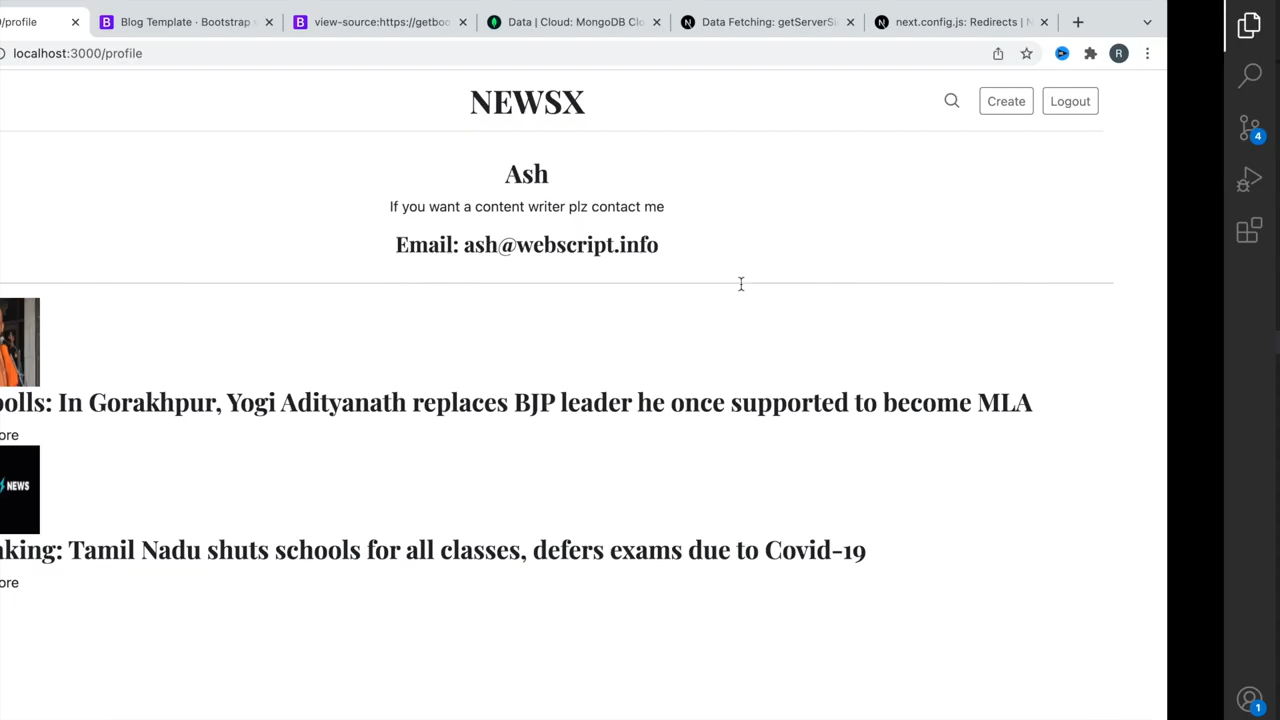 /profile
Blog Template · Bootstrap
view-source:https://getboo
Data | Cloud: MongoDB Clo
Data Fetching: getServerSi
next.config.js: Redirects | N
localhost:3000/profile
R
NEWSX
Create
Logout
4
Ash
If you want a content writer plz contact me
Email: ash@webscript.info
polls: In Gorakhpur, Yogi Adityanath replaces BJP leader he once supported to become MLA
ore
NEWS
aking: Tamil Nadu shuts schools for all classes, defers exams due to Covid-19
ore
1